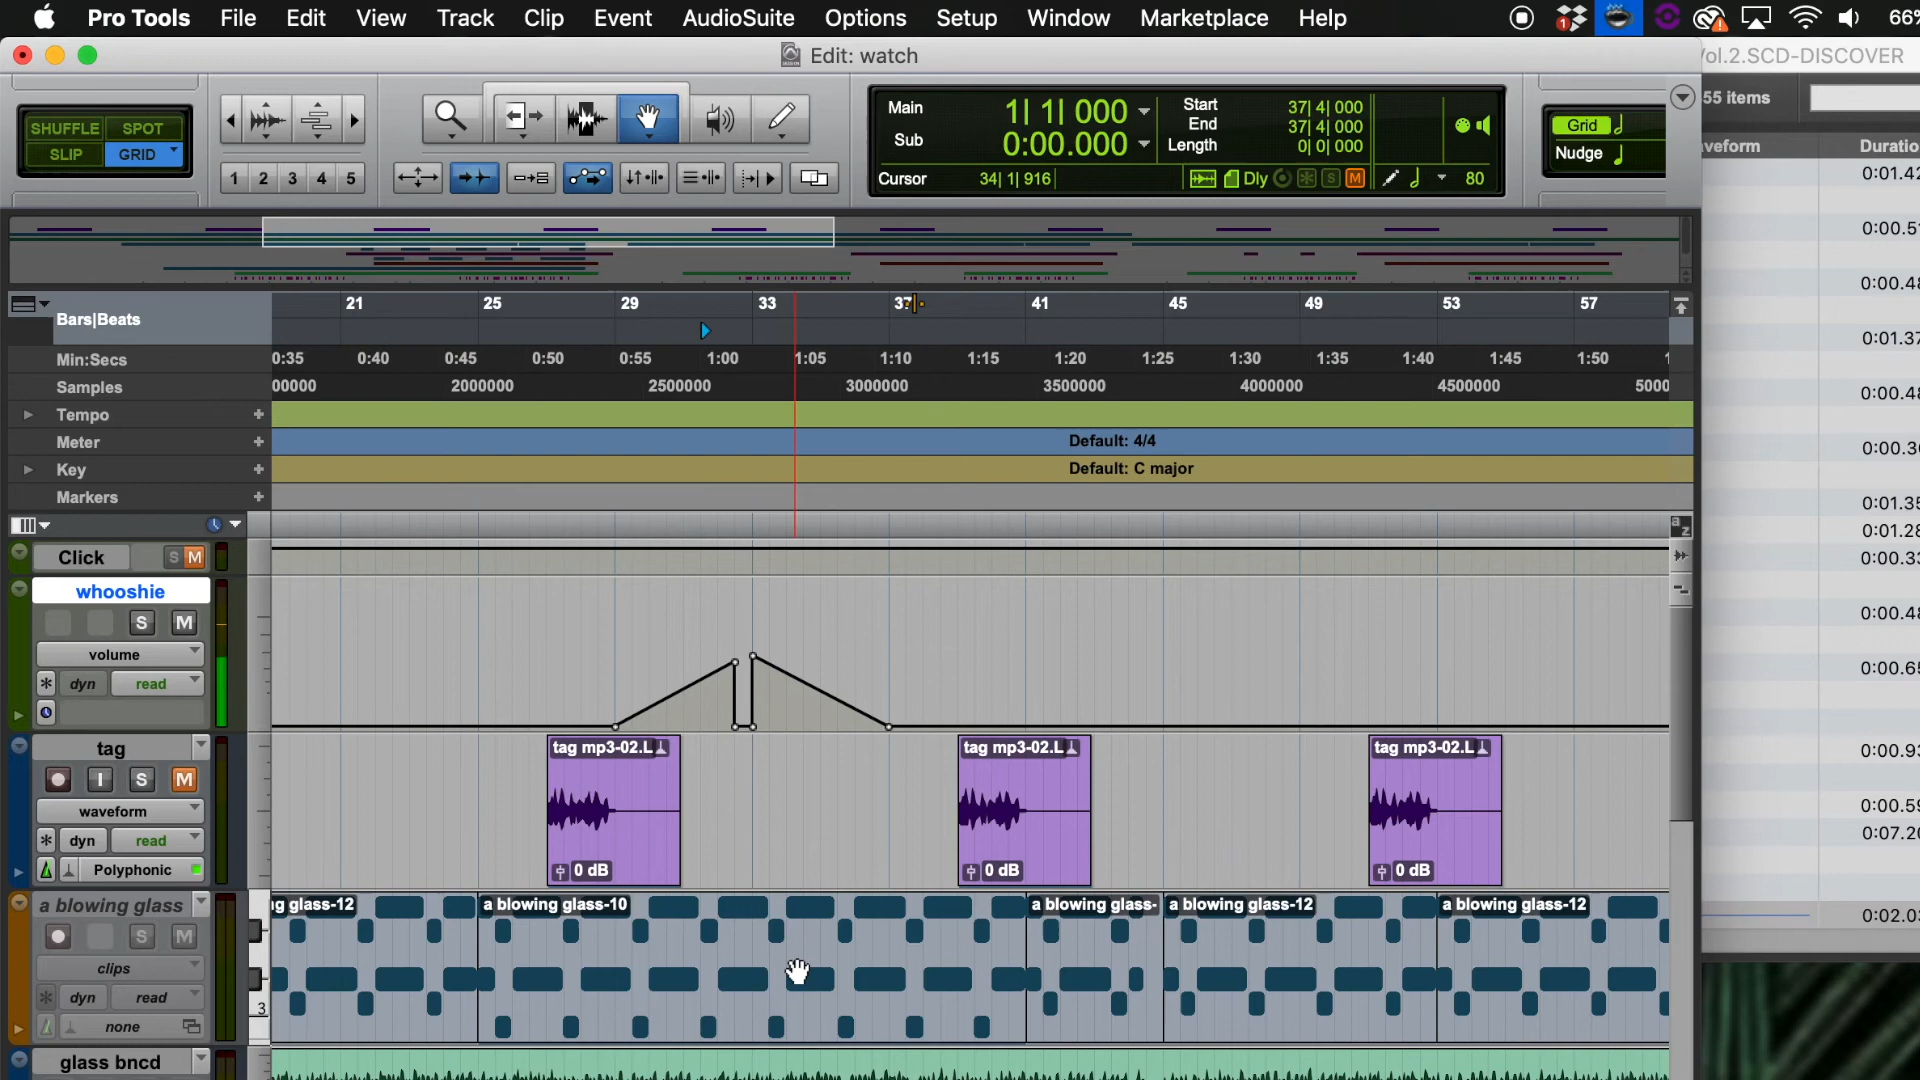 Pro Tools File Edit View Track Clip Event AudioSuite Options Setup Window Marketplace Help 1 66%
Edit: watch
Vol.2.SCD-DISCOVER
SHUFFLE SPOT
SLIP GRID
1 2 3 4 5
Main 1| 1| 000
Sub 0:00.000
Start 37| 4| 000
End 37| 4| 000
Length 0| 0| 000
Cursor 34| 1| 916
Dly S M 80
Grid
Nudge
55 items
veform Duratio
Bars|Beats 21 25 29 33 37 41 45 49 53 57
Min:Secs 0:35 0:40 0:45 0:50 0:55 1:00 1:05 1:10 1:15 1:20 1:25 1:30 1:35 1:40 1:45 1:50 1
Samples 00000 2000000 2500000 3000000 3500000 4000000 4500000 5000
Tempo +
Meter + Default: 4/4
Key + Default: C major
Markers +
a z
Click S M
whooshie
S M
volume
* dyn read
tag
I S M
waveform
* dyn read
Polyphonic
tag mp3-02.L tag mp3-02.L tag mp3-02.L
0 dB 0 dB 0 dB
a blowing glass
S M
clips
* dyn read
none
3
ng glass-12 a blowing glass-10 a blowing glass- a blowing glass-12 a blowing glass-12
glass bncd
0:01.42
0:00.51
0:00.48
0:01.37
0:00.48
0:00.36
0:01.35
0:01.28
0:00.33
0:00.48
0:00.65
0:00.93
0:00.59
0:07.20
0:02.03